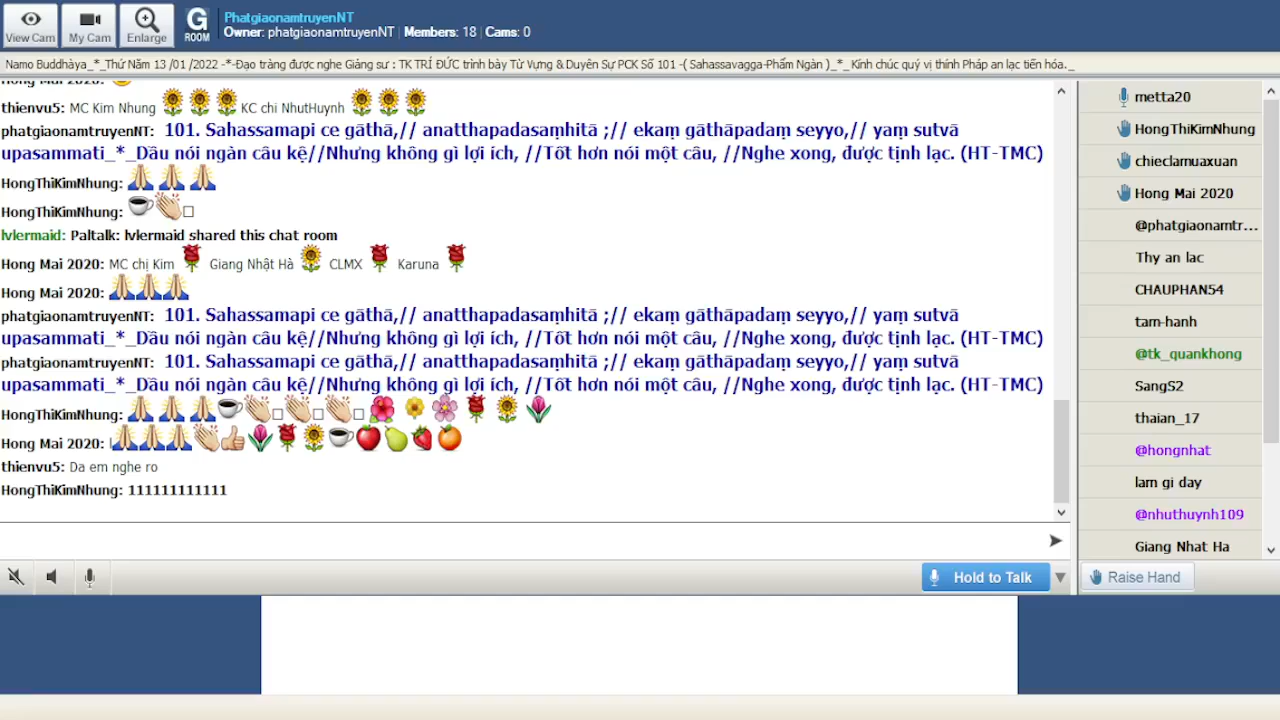 View Cam
My Cam
Enlarge
G
ROOM
PhatgiaonamtruyenNT
Owner: phatgiaonamtruyenNT | Members: 18 | Cams: 0
Namo Buddhàya_*_Thứ Năm 13 /01 /2022 -*-Đạo tràng được nghe Giảng sư : TK TRÍ ĐỨC trình bày Từ Vựng & Duyên Sự PCK Số 101 -( Sahassavagga-Phẩm Ngàn )_*_ Kính chúc quý vị thính Pháp an lạc tiến hóa._
Hong Mai 2020:
thienvu5: MC Kim Nhung 🌻🌻🌻 KC chi NhutHuynh 🌻🌻🌻
phatgiaonamtruyenNT: 101. Sahassamapi ce gāthā,// anatthapadasaṃhitā ;// ekaṃ gāthāpadaṃ seyyo,// yaṃ sutvā
upasammati_*_Dầu nói ngàn câu kệ//Nhưng không gì lợi ích, //Tốt hơn nói một câu, //Nghe xong, được tịnh lạc. (HT-TMC)
HongThiKimNhung: 🙏🙏🙏
HongThiKimNhung: ☕👏
lvlermaid: Paltalk: lvlermaid shared this chat room
Hong Mai 2020: MC chị Kim 🌹 Giang Nhật Hà 🌻 CLMX 🌹 Karuna 🌹
Hong Mai 2020: 🙏🙏🙏
phatgiaonamtruyenNT: 101. Sahassamapi ce gāthā,// anatthapadasaṃhitā ;// ekaṃ gāthāpadaṃ seyyo,// yaṃ sutvā
upasammati_*_Dầu nói ngàn câu kệ//Nhưng không gì lợi ích, //Tốt hơn nói một câu, //Nghe xong, được tịnh lạc. (HT-TMC)
phatgiaonamtruyenNT: 101. Sahassamapi ce gāthā,// anatthapadasaṃhitā ;// ekaṃ gāthāpadaṃ seyyo,// yaṃ sutvā
upasammati_*_Dầu nói ngàn câu kệ//Nhưng không gì lợi ích, //Tốt hơn nói một câu, //Nghe xong, được tịnh lạc. (HT-TMC)
HongThiKimNhung: 🙏🙏🙏☕👏👏👏🌺🌼🌸🌹🌻🌷
Hong Mai 2020: l🙏🙏🙏👏👍🌷🌹🌻☕🍎🍐🍓🍊
thienvu5: Da em nghe ro
HongThiKimNhung: 111111111111
Hold to Talk
metta20
HongThiKimNhung
chieclamuaxuan
Hong Mai 2020
@phatgiaonamtr...
Thy an lac
CHAUPHAN54
tam-hanh
@tk_quankhong
SangS2
thaian_17
@hongnhat
lam gi day
@nhuthuynh109
Giang Nhat Ha
Raise Hand